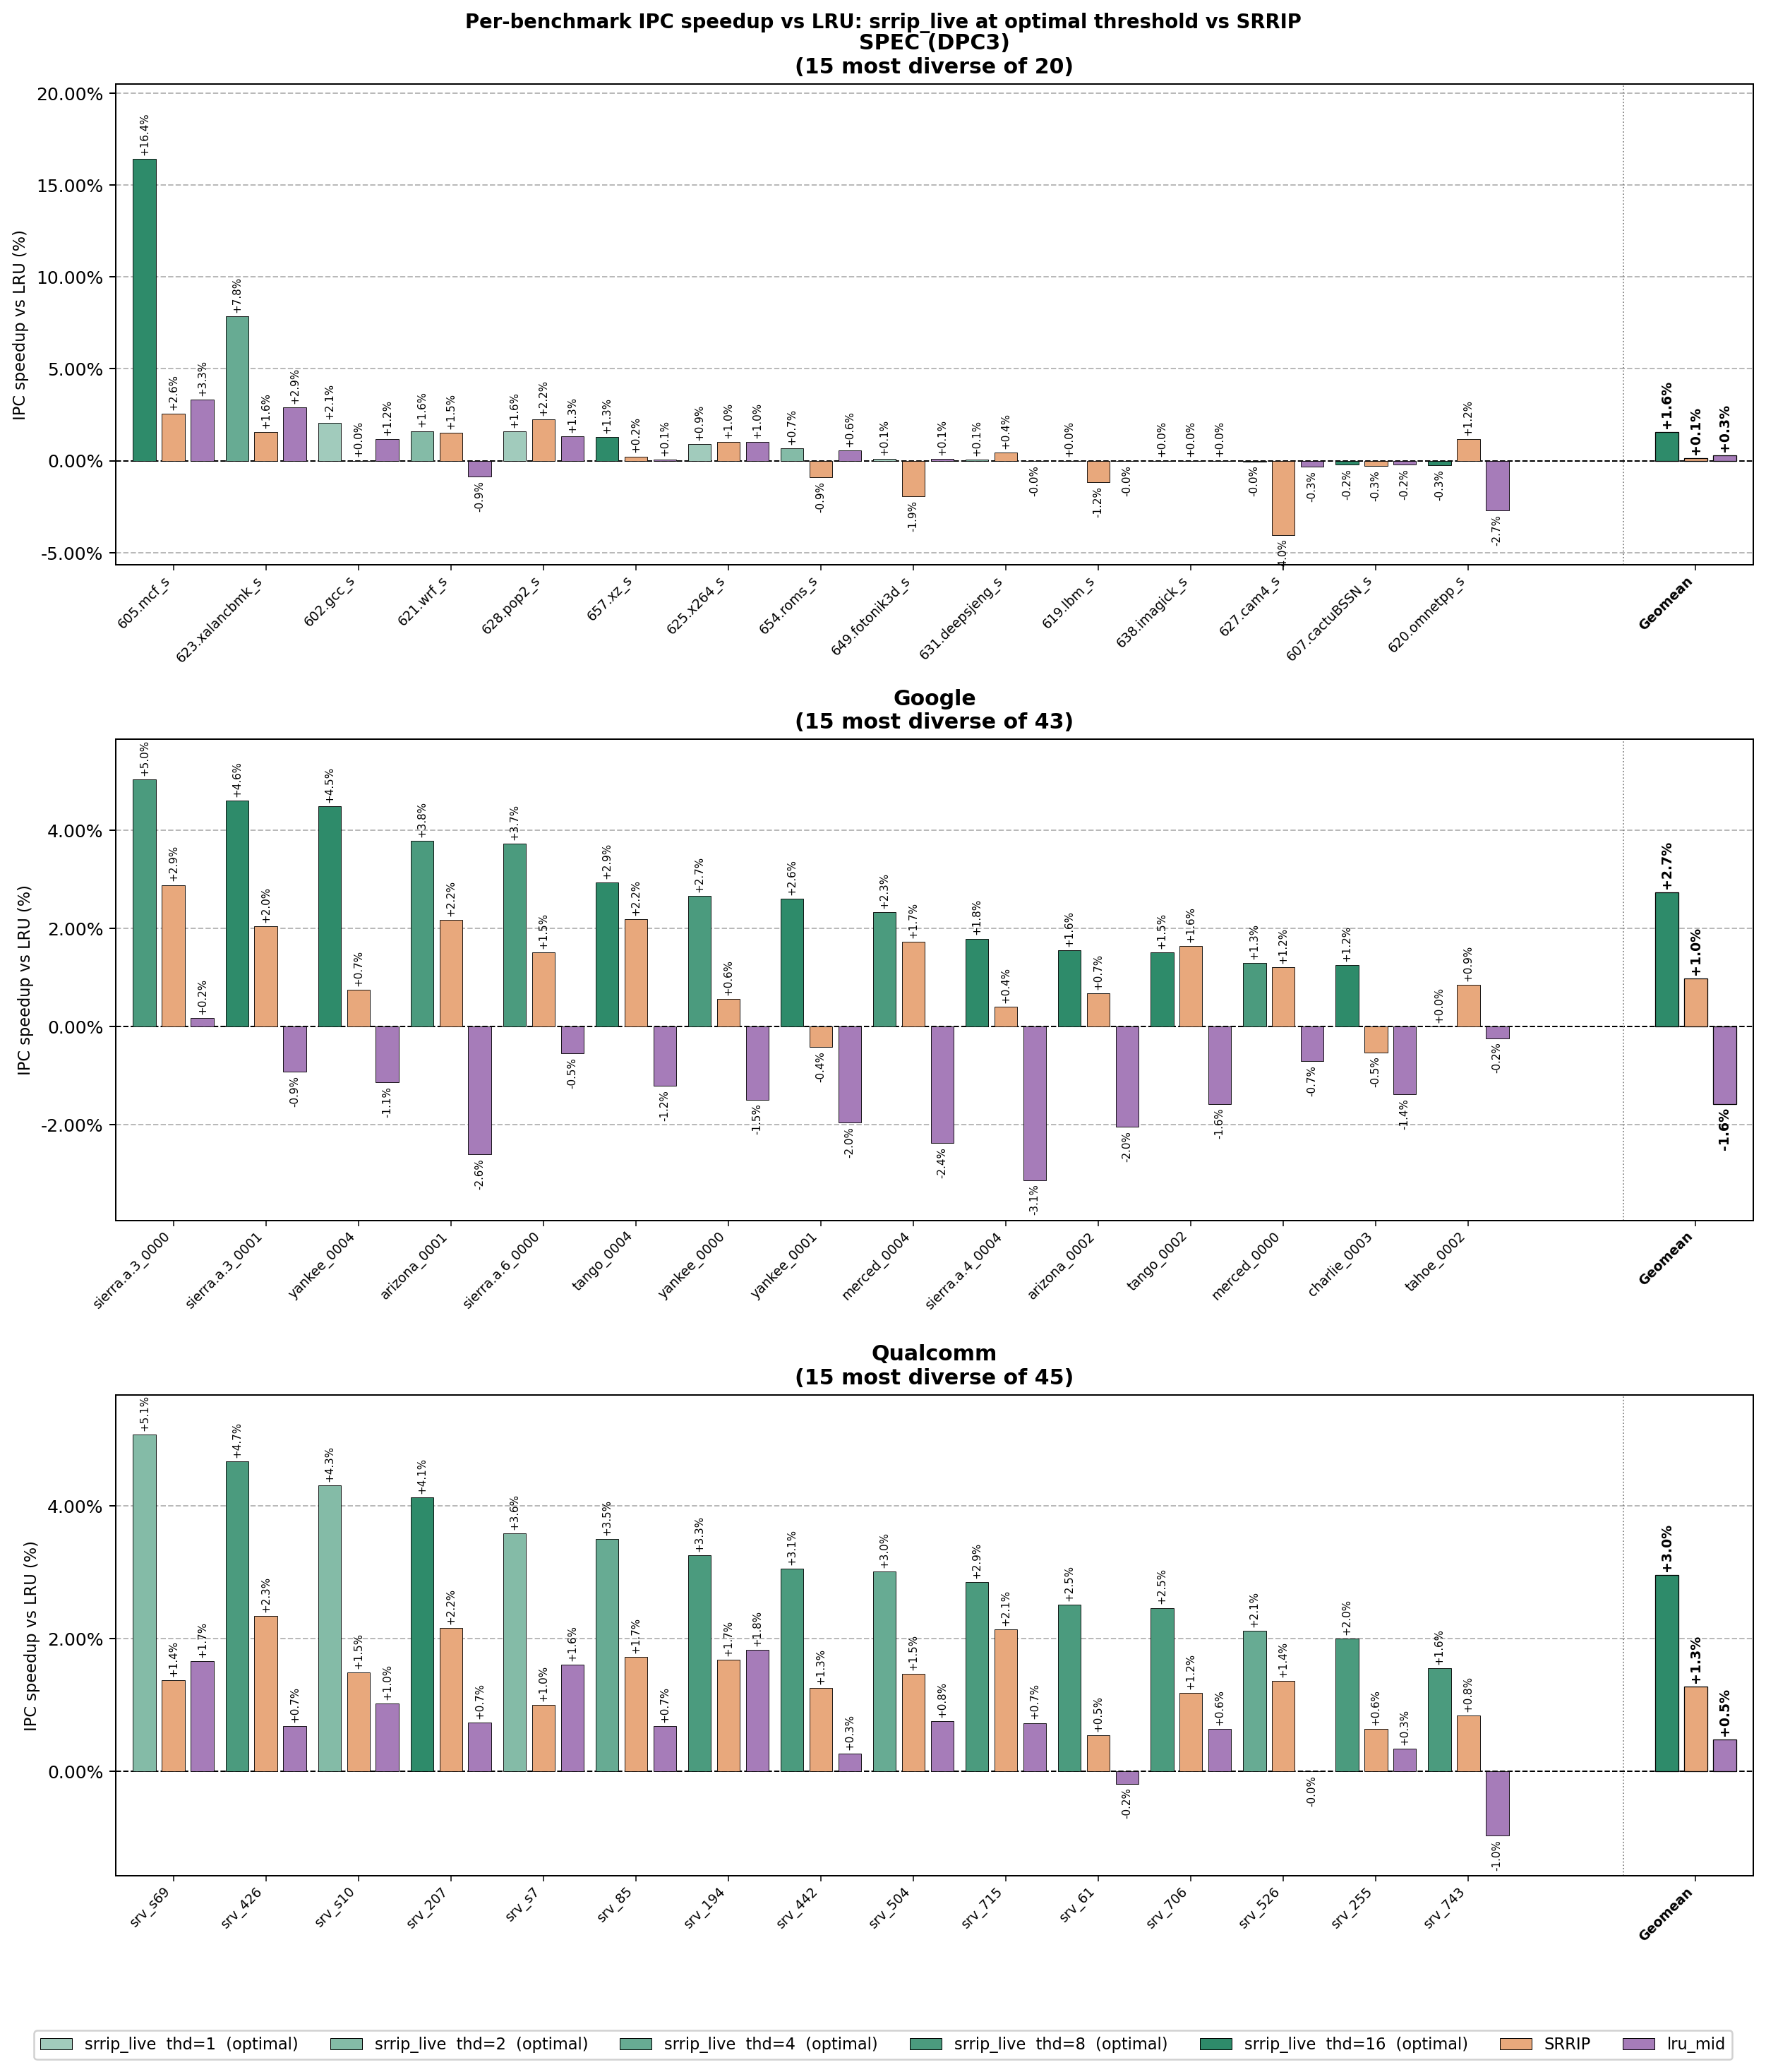 Per-benchmark IPC speedup vs LRU: srrip_live at optimal threshold vs SRRIP
SPEC (DPC3)
(15 most diverse of 20)
IPC speedup vs LRU (%)
20.00%
15.00%
10.00%
5.00%
0.00%
-5.00%
+16.4% +2.6% +3.3%
+7.8% +1.6% +2.9%
+2.1% +0.0% +1.2%
+1.6% +1.5% -0.9%
+1.6% +2.2% +1.3%
+1.3% +0.2% +0.1%
+0.9% +1.0% +1.0%
+0.7% -0.9% +0.6%
+0.1% -1.9% +0.1%
+0.1% +0.4% -0.0%
+0.0% -1.2% -0.0%
+0.0% +0.0% +0.0%
-0.0% -4.0% -0.3%
-0.2% -0.3% -0.2%
-0.3% +1.2% -2.7%
+1.6% +0.1% +0.3%
605.mcf_s
623.xalancbmk_s
602.gcc_s
621.wrf_s
628.pop2_s
657.xz_s
625.x264_s
654.roms_s
649.fotonik3d_s
631.deepsjeng_s
619.lbm_s
638.imagick_s
627.cam4_s
607.cactuBSSN_s
620.omnetpp_s
Geomean
Google
(15 most diverse of 43)
IPC speedup vs LRU (%)
4.00%
2.00%
0.00%
-2.00%
+5.0% +2.9% +0.2%
+4.6% +2.0% -0.9%
+4.5% +0.7% -1.1%
+3.8% +2.2% -2.6%
+3.7% +1.5% -0.5%
+2.9% +2.2% -1.2%
+2.7% +0.6% -1.5%
+2.6% -0.4% -2.0%
+2.3% +1.7% -2.4%
+1.8% +0.4% -3.1%
+1.6% +0.7% -2.0%
+1.5% +1.6% -1.6%
+1.3% +1.2% -0.7%
+1.2% -0.5% -1.4%
+0.0% +0.9% -0.2%
+2.7% +1.0% -1.6%
sierra.a.3_0000
sierra.a.3_0001
yankee_0004
arizona_0001
sierra.a.6_0000
tango_0004
yankee_0000
yankee_0001
merced_0004
sierra.a.4_0004
arizona_0002
tango_0002
merced_0000
charlie_0003
tahoe_0002
Geomean
Qualcomm
(15 most diverse of 45)
IPC speedup vs LRU (%)
4.00%
2.00%
0.00%
+5.1% +1.4% +1.7%
+4.7% +2.3% +0.7%
+4.3% +1.5% +1.0%
+4.1% +2.2% +0.7%
+3.6% +1.0% +1.6%
+3.5% +1.7% +0.7%
+3.3% +1.7% +1.8%
+3.1% +1.3% +0.3%
+3.0% +1.5% +0.8%
+2.9% +2.1% +0.7%
+2.5% +0.5% -0.2%
+2.5% +1.2% +0.6%
+2.1% +1.4% -0.0%
+2.0% +0.6% +0.3%
+1.6% +0.8% -1.0%
+3.0% +1.3% +0.5%
srv_s69
srv_426
srv_s10
srv_207
srv_s7
srv_85
srv_194
srv_442
srv_504
srv_715
srv_61
srv_706
srv_526
srv_255
srv_743
Geomean
srrip_live thd=1 (optimal) srrip_live thd=2 (optimal) srrip_live thd=4 (optimal) srrip_live thd=8 (optimal) srrip_live thd=16 (optimal) SRRIP lru_mid